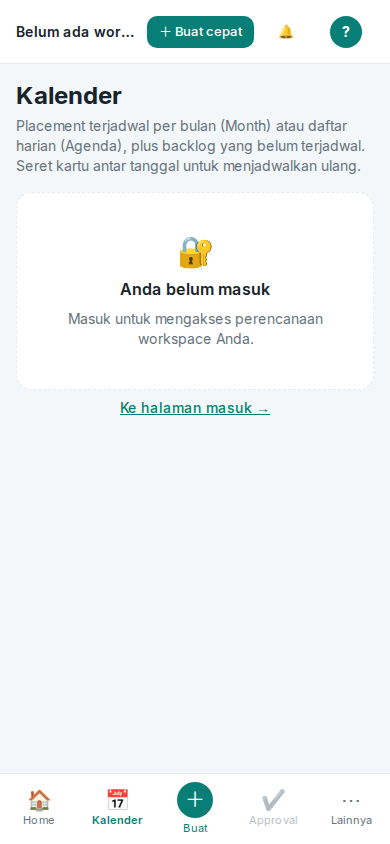 Belum ada wor...
+ Buat cepat
?
Kalender
Placement terjadwal per bulan (Month) atau daftar
harian (Agenda), plus backlog yang belum terjadwal.
Seret kartu antar tanggal untuk menjadwalkan ulang.
Anda belum masuk
Masuk untuk mengakses perencanaan
workspace Anda.
Ke halaman masuk →
Home
Kalender
Buat
Approval
Lainnya